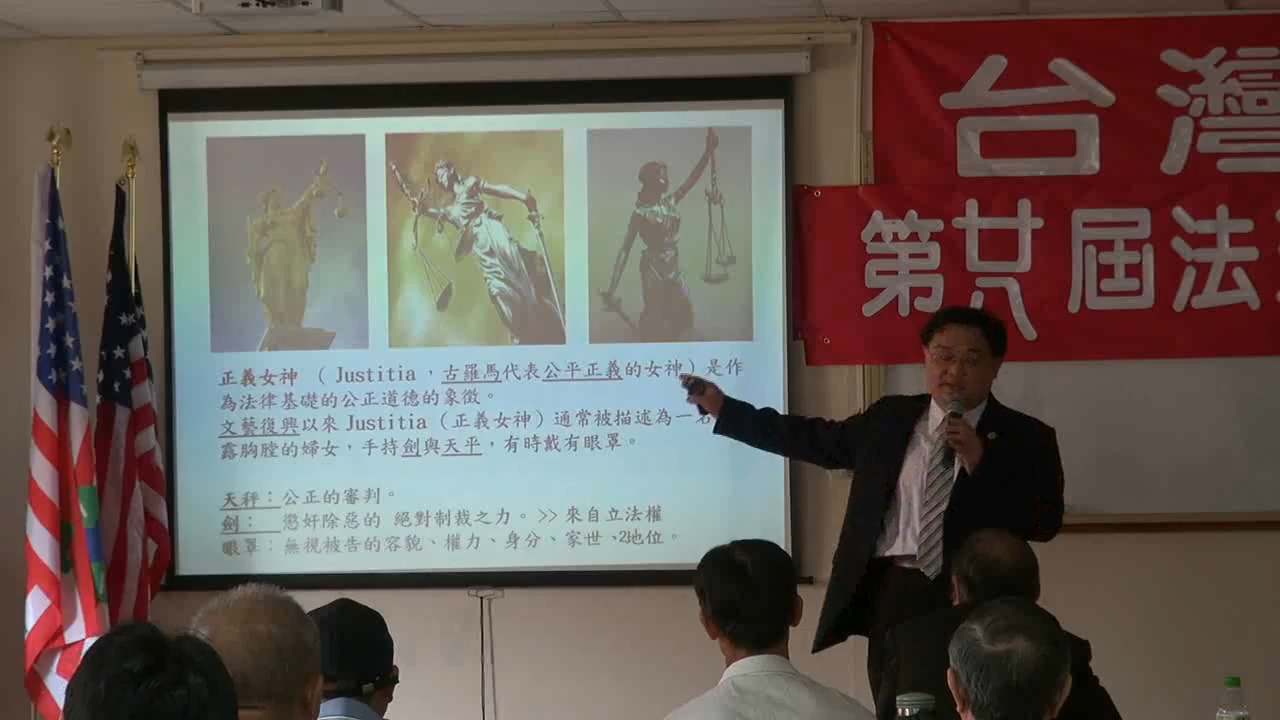 台灣
第廿八屆法
正義女神 （ Justitia ，古羅馬代表公平正義的女神）是作
為法律基礎的公正道德的象徵。
文藝復興以來 Justitia（正義女神）通常被描述為一名
露胸膛的婦女，手持劍與天平，有時戴有眼罩。
天秤：公正的審判。
劍： 懲奸除惡的 絕對制裁之力。 >> 來自立法權
眼罩：無視被告的容貌、權力、身分、家世、2地位。